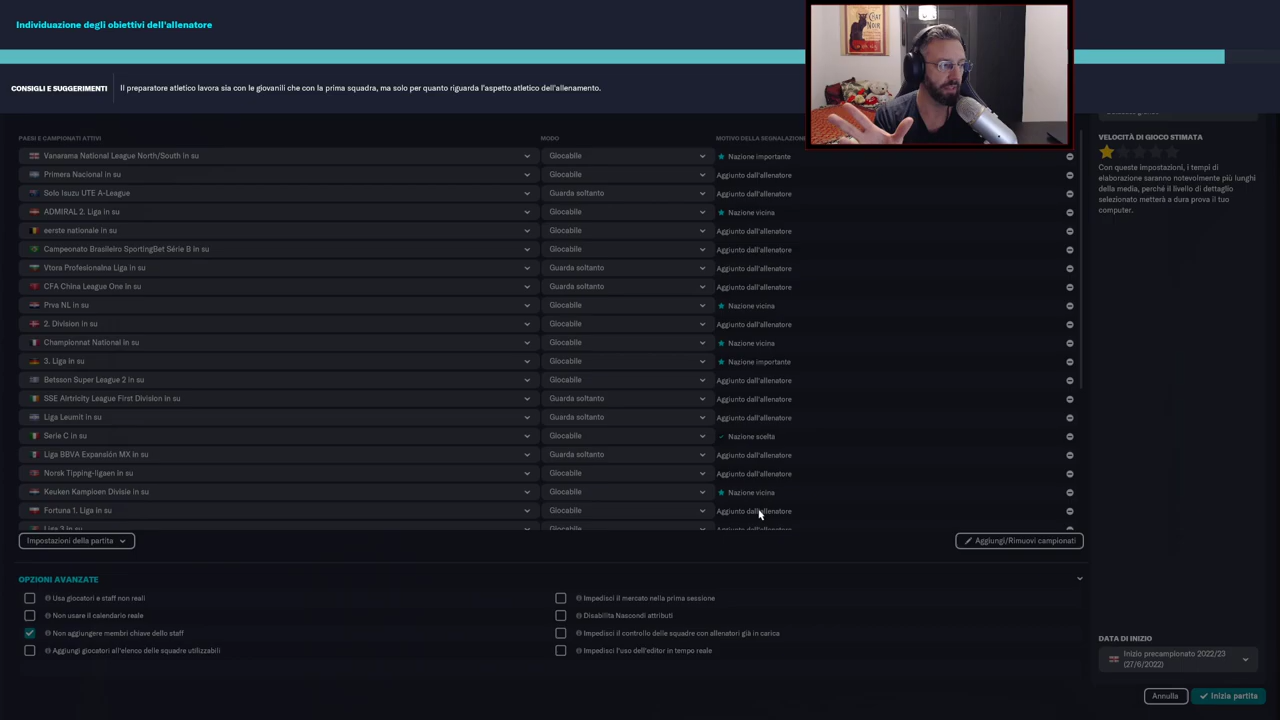 Individuazione degli obiettivi dell'allenatore
CHAT
NOIR
CONSIGLI E SUGGERIMENTI
Il preparatore atletico lavora sia con le giovanili che con la prima squadra, ma solo per quanto riguarda l'aspetto atletico dell'allenamento.
PAESI E CAMPIONATI ATTIVI MODO MOTIVO DELLA SEGNALAZIONE
Vanarama National League North/South in su Giocabile Nazione importante
Primera Nacional in su Giocabile Aggiunto dall'allenatore
Solo Isuzu UTE A-League Guarda soltanto Aggiunto dall'allenatore
ADMIRAL 2. Liga in su Giocabile Nazione vicina
eerste nationale in su Giocabile Aggiunto dall'allenatore
Campeonato Brasileiro SportingBet Série B in su Giocabile Aggiunto dall'allenatore
Vtora Profesionalna Liga in su Guarda soltanto Aggiunto dall'allenatore
CFA China League One in su Guarda soltanto Aggiunto dall'allenatore
Prva NL in su Giocabile Nazione vicina
2. Division in su Giocabile Aggiunto dall'allenatore
Championnat National in su Giocabile Nazione vicina
3. Liga in su Giocabile Nazione importante
Betsson Super League 2 in su Giocabile Aggiunto dall'allenatore
SSE Airtricity League First Division in su Guarda soltanto Aggiunto dall'allenatore
Liga Leumit in su Guarda soltanto Aggiunto dall'allenatore
Serie C in su Giocabile Nazione scelta
Liga BBVA Expansión MX in su Guarda soltanto Aggiunto dall'allenatore
Norsk Tipping-ligaen in su Giocabile Aggiunto dall'allenatore
Keuken Kampioen Divisie in su Giocabile Nazione vicina
Fortuna 1. Liga in su Giocabile Aggiunto dall'allenatore
Liga 3 in su Giocabile Aggiunto dall'allenatore
Impostazioni della partita
Aggiungi/Rimuovi campionati
OPZIONI AVANZATE
Usa giocatori e staff non reali
Non usare il calendario reale
Non aggiungere membri chiave dello staff
Aggiungi giocatori all'elenco delle squadre utilizzabili
Impedisci il mercato nella prima sessione
Disabilita Nascondi attributi
Impedisci il controllo delle squadre con allenatori già in carica
Impedisci l'uso dell'editor in tempo reale
VELOCITÀ DI GIOCO STIMATA
Con queste impostazioni, i tempi di
elaborazione saranno notevolmente più lunghi
della media, perché il livello di dettaglio
selezionato metterà a dura prova il tuo
computer.
DATA DI INIZIO
Inizio precampionato 2022/23
(27/6/2022)
Annulla
Inizia partita